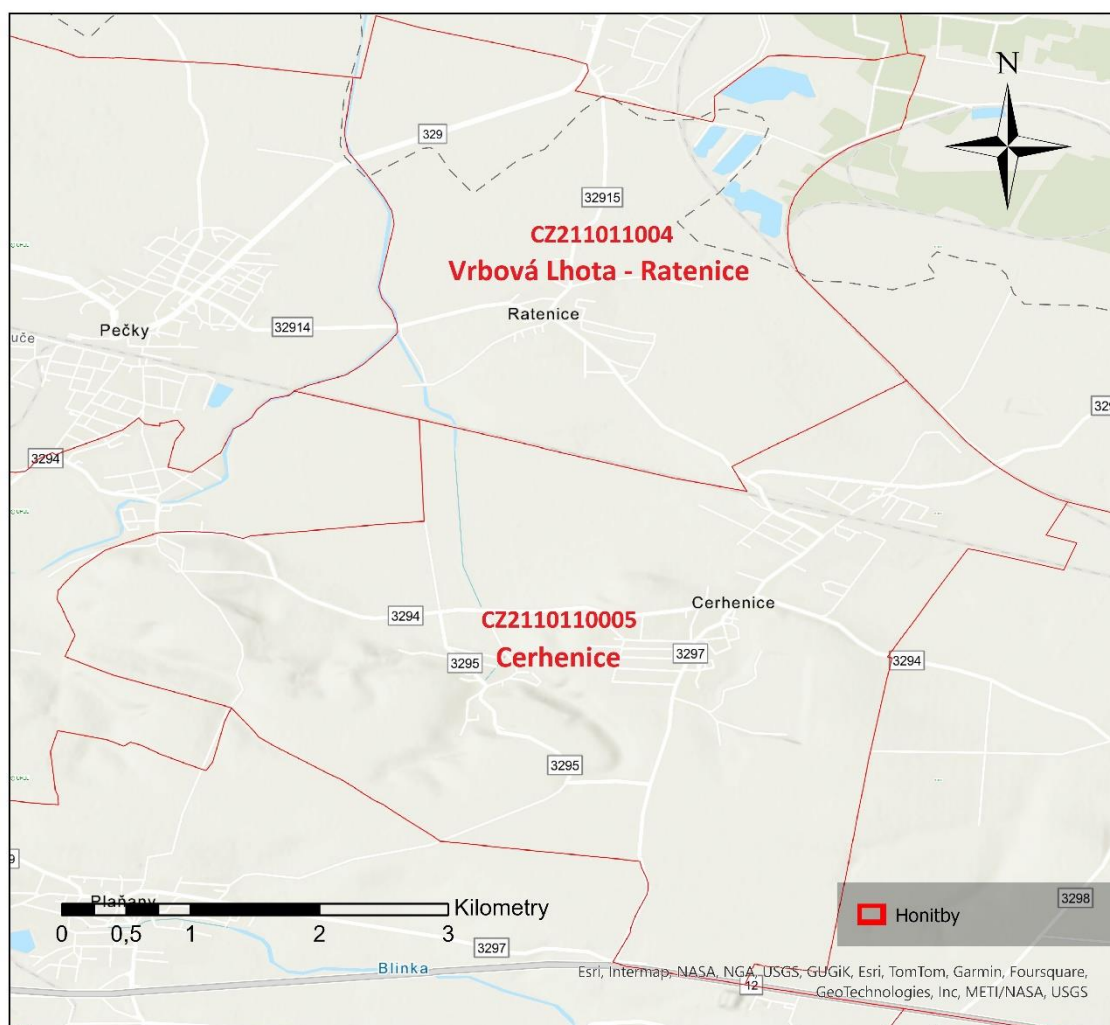 N
329
32915
CZ211011004
Vrbová Lhota - Ratenice
Ratenice
32914
Pečky
uče
3294
Cerhenice
3294
CZ2110110005
Cerhenice
3297
3295
3294
3295
Plaňany
Kilometry
0 0,5 1 2 3
3297
Blinka
Honitby
3298
12
Esri, Intermap, NASA, NGA, USGS, GUGiK, Esri, TomTom, Garmin, Foursquare,
GeoTechnologies, Inc, METI/NASA, USGS